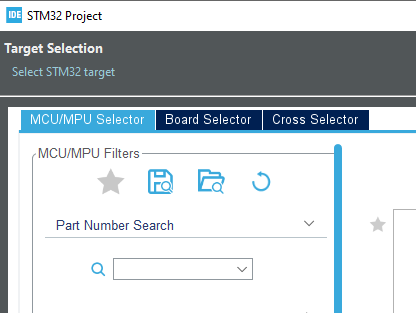 IDE STM32 Project
Target Selection
Select STM32 target
MCU/MPU Selector Board Selector Cross Selector
MCU/MPU Filters
Part Number Search